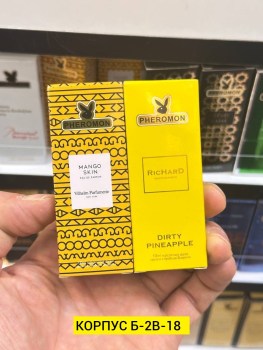 PHEROMON
MANGO
SKIN
Vilhelm Parfumerie
PHEROMON
RICHARD
DIRTY
PINEAPPLE
КОРПУС Б-2В-18